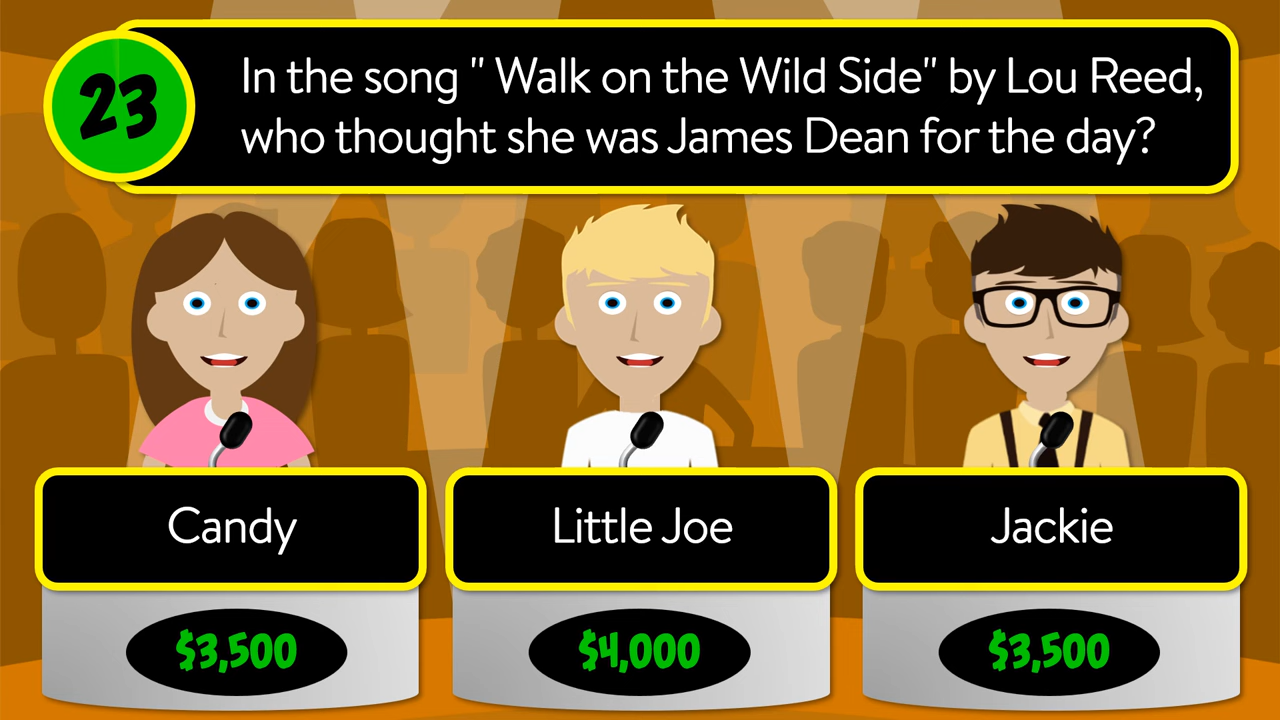 23
In the song " Walk on the Wild Side" by Lou Reed,
who thought she was James Dean for the day?
Candy
Little Joe
Jackie
$3,500
$4,000
$3,500